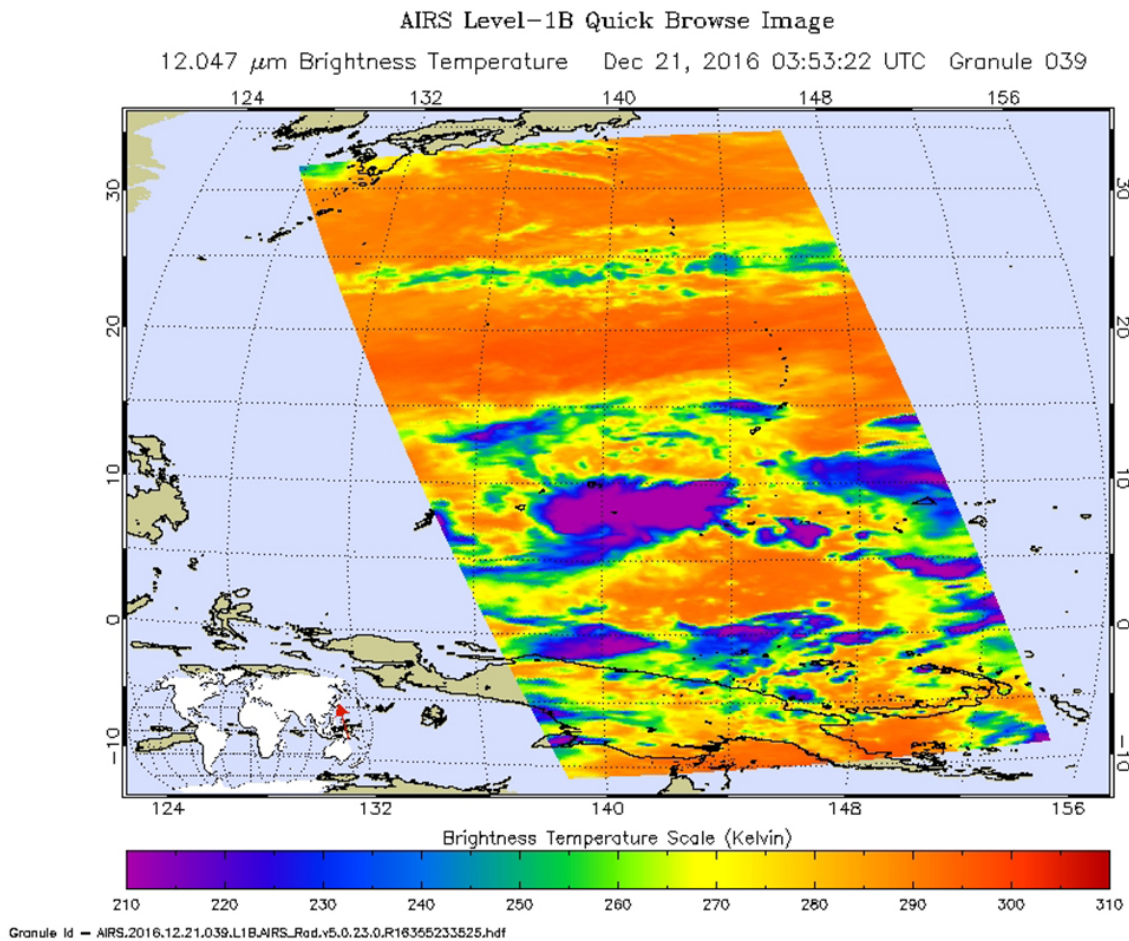 AIRS Level-1B Quick Browse Image
12.047 μm Brightness Temperature Dec 21, 2016 03:53:22 UTC Granule 039
124 132 140 148 156
30 30
20 20
10 10
0 0
-10 -10
124 132 140 148 156
Brightness Temperature Scale (Kelvin)
210 220 230 240 250 260 270 280 290 300 310
Granule Id - AIRS.2016.12.21.039.L1B.AIRS_Rad.v5.0.23.0.R16355233525.hdf